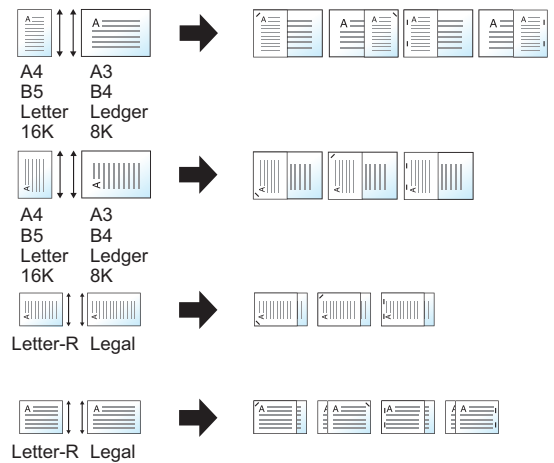 A A A A A A A A A A
A4 A3
B5 B4
Letter Ledger
16K 8K
A A A A A
A4 A3
B5 B4
Letter Ledger
16K 8K
A A A A A
Letter-R Legal
A A A A A A A A
Letter-R Legal